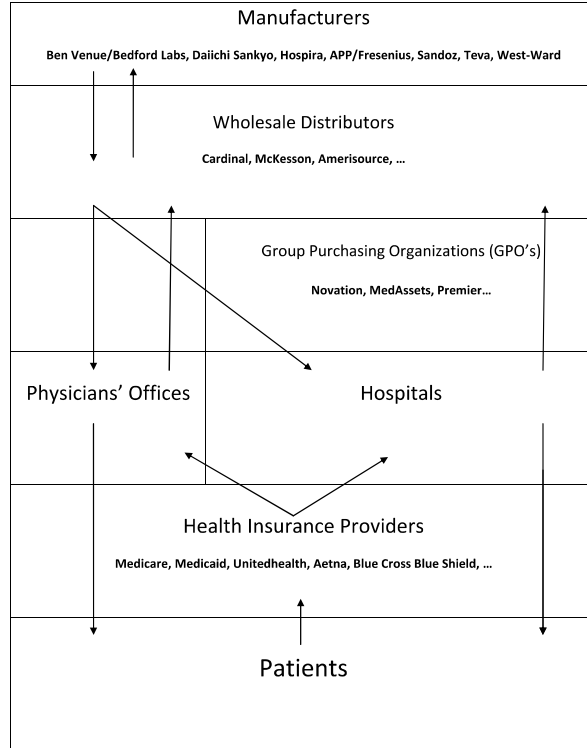 Manufacturers
Ben Venue/Bedford Labs, Daiichi Sankyo, Hospira, APP/Fresenius, Sandoz, Teva, West-Ward
Wholesale Distributors
Cardinal, McKesson, Amerisource, …
Group Purchasing Organizations (GPO’s)
Novation, MedAssets, Premier…
Physicians’ Offices
Hospitals
Health Insurance Providers
Medicare, Medicaid, Unitedhealth, Aetna, Blue Cross Blue Shield, …
Patients